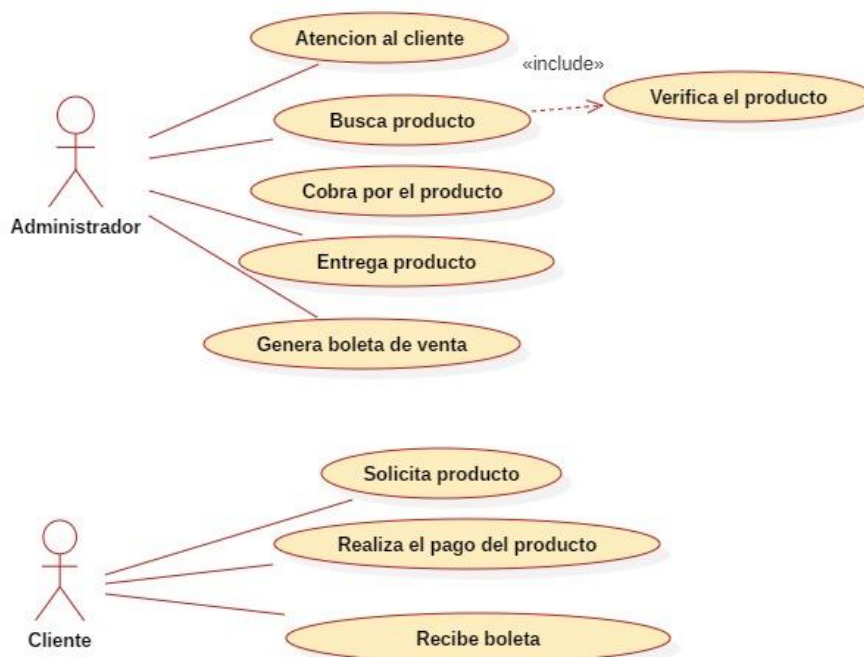 Atencion al cliente
«include»
Verifica el producto
Busca producto
Cobra por el producto
Administrador
Entrega producto
Genera boleta de venta
Solicita producto
Realiza el pago del producto
Cliente
Recibe boleta